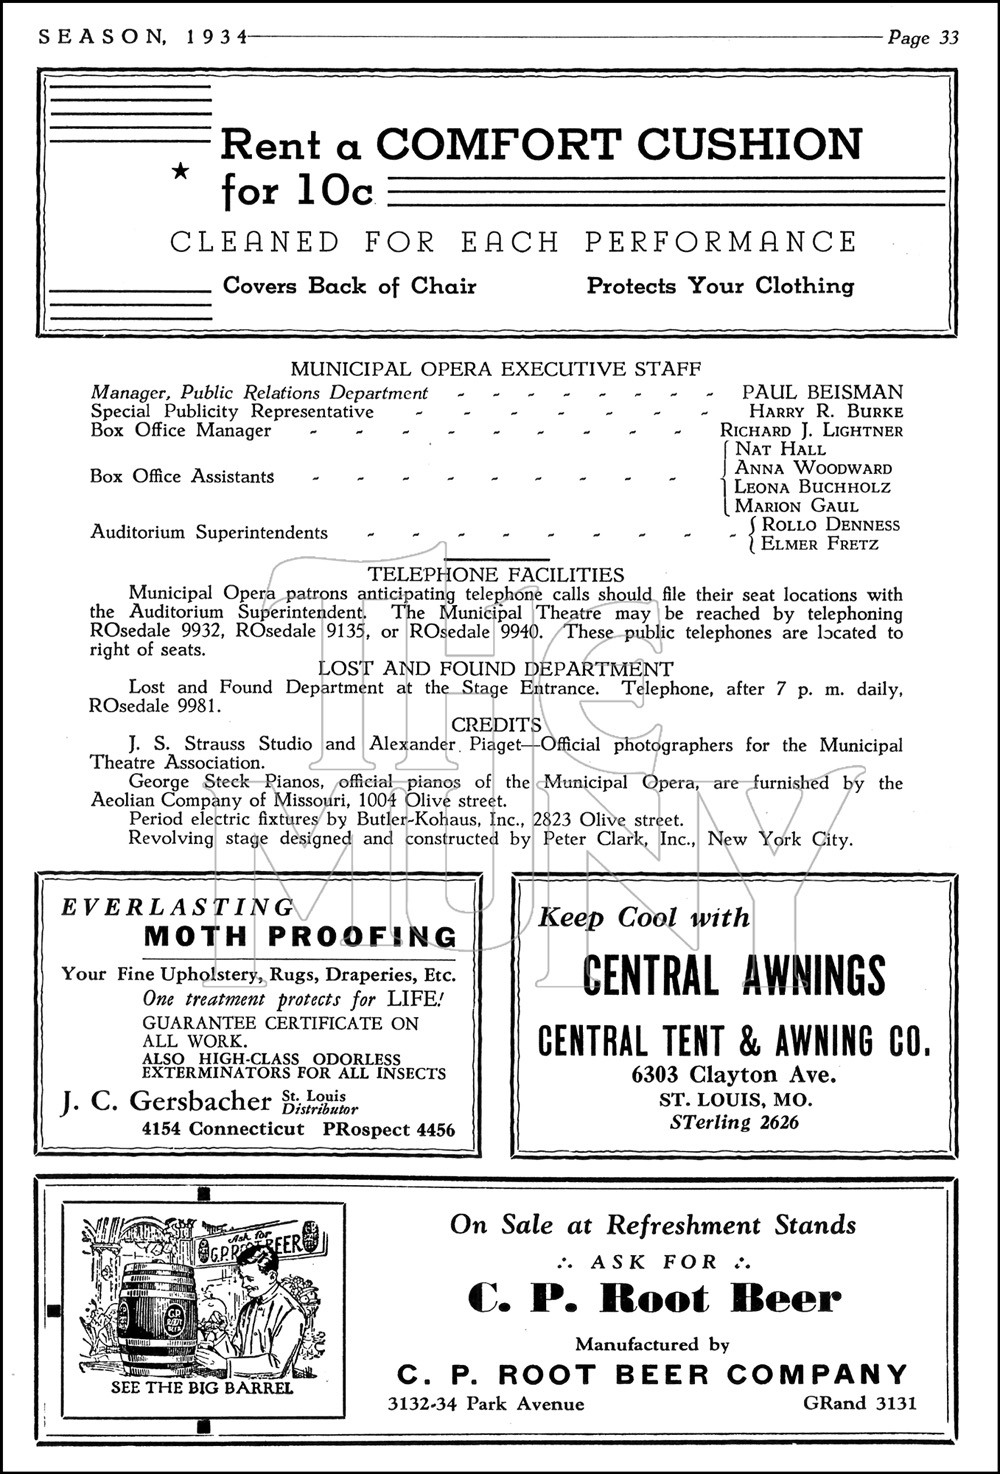 SEASON, 1934
Page 33
Rent a COMFORT CUSHION
for 10c
CLEANED FOR EACH PERFORMANCE
Covers Back of Chair Protects Your Clothing
MUNICIPAL OPERA EXECUTIVE STAFF
Manager, Public Relations Department - - - - - - - - PAUL BEISMAN
Special Publicity Representative - - - - - - - HARRY R. BURKE
Box Office Manager - - - - - - - - - RICHARD J. LIGHTNER
Box Office Assistants - - - - - - - - -
NAT HALL
ANNA WOODWARD
LEONA BUCHHOLZ
MARION GAUL
Auditorium Superintendents - - - - - - - - -
ROLLO DENNESS
ELMER FRETZ
TELEPHONE FACILITIES
Municipal Opera patrons anticipating telephone calls should file their seat locations with
the Auditorium Superintendent. The Municipal Theatre may be reached by telephoning
ROsedale 9932, ROsedale 9135, or ROsedale 9940. These public telephones are located to
right of seats.
LOST AND FOUND DEPARTMENT
Lost and Found Department at the Stage Entrance. Telephone, after 7 p. m. daily,
ROsedale 9981.
CREDITS
J. S. Strauss Studio and Alexander Piaget—Official photographers for the Municipal
Theatre Association.
George Steck Pianos, official pianos of the Municipal Opera, are furnished by the
Aeolian Company of Missouri, 1004 Olive street.
Period electric fixtures by Butler-Kohaus, Inc., 2823 Olive street.
Revolving stage designed and constructed by Peter Clark, Inc., New York City.
THE
MUNY
EVERLASTING
MOTH PROOFING
Your Fine Upholstery, Rugs, Draperies, Etc.
One treatment protects for LIFE!
GUARANTEE CERTIFICATE ON
ALL WORK.
ALSO HIGH-CLASS ODORLESS
EXTERMINATORS FOR ALL INSECTS
J. C. Gersbacher St. Louis Distributor
4154 Connecticut PRospect 4456
Keep Cool with
CENTRAL AWNINGS
CENTRAL TENT & AWNING CO.
6303 Clayton Ave.
ST. LOUIS, MO.
STerling 2626
Ask for
G.P. ROOT BEER
SEE THE BIG BARREL
On Sale at Refreshment Stands
∴ ASK FOR ∴
C. P. Root Beer
Manufactured by
C. P. ROOT BEER COMPANY
3132-34 Park Avenue GRand 3131